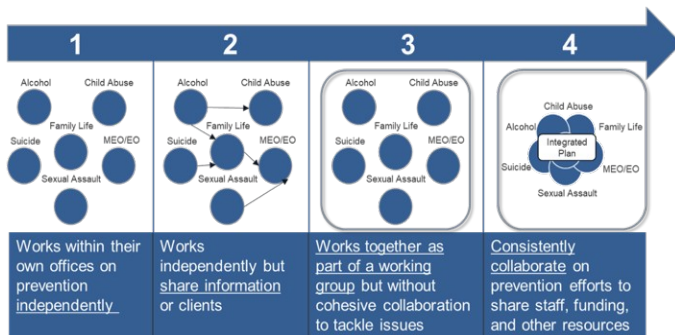 1
2
3
4
Alcohol
Child Abuse
Family Life
Suicide
MEO/EO
Sexual Assault
Alcohol
Child Abuse
Family Life
Suicide
MEO/EO
Sexual Assault
Alcohol
Child Abuse
Family Life
Suicide
MEO/EO
Sexual Assault
Child Abuse
Alcohol
Family Life
Integrated
Plan
Suicide
MEO/EO
Sexual Assault
Works within their
own offices on
prevention
independently
Works
independently but
share information
or clients
Works together as
part of a working
group but without
cohesive collaboration
to tackle issues
Consistently
collaborate on
prevention efforts to
share staff, funding,
and other resources